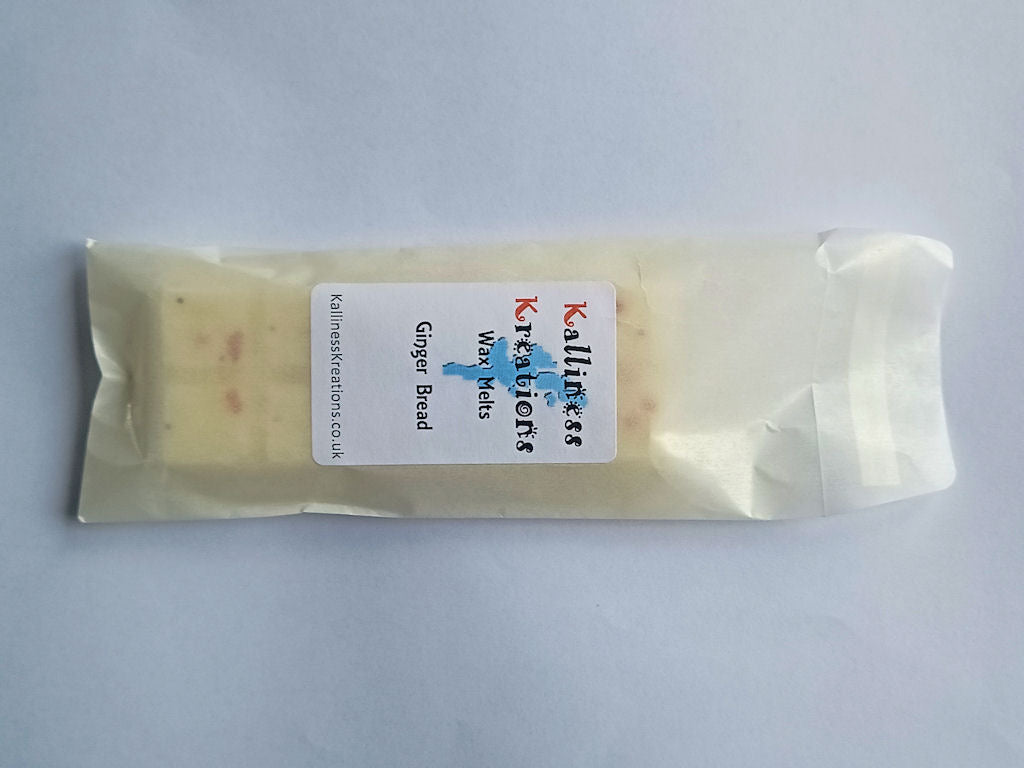 Kalliness
Kreations
Wax Melts
Ginger Bread
KallinessKreations.co.uk